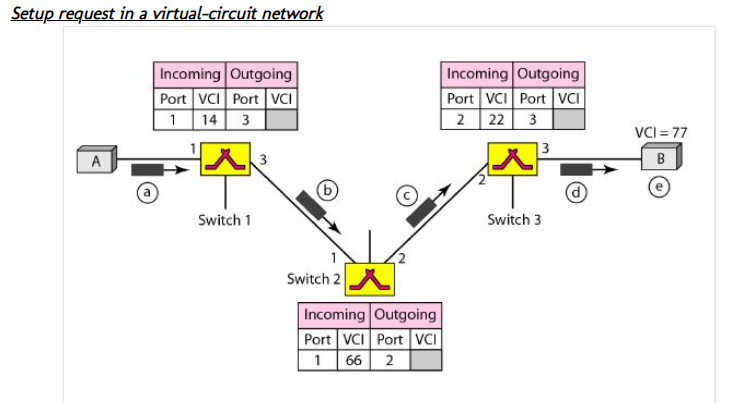 Setup request in a virtual-circuit network
Incoming Outgoing
Port VCI Port VCI
1 14 3
Incoming Outgoing
Port VCI Port VCI
2 22 3
VCI = 77
A
1
3
a
Switch 1
b
c
2
3
Switch 3
d
B
e
1
2
Switch 2
Incoming Outgoing
Port VCI Port VCI
1 66 2